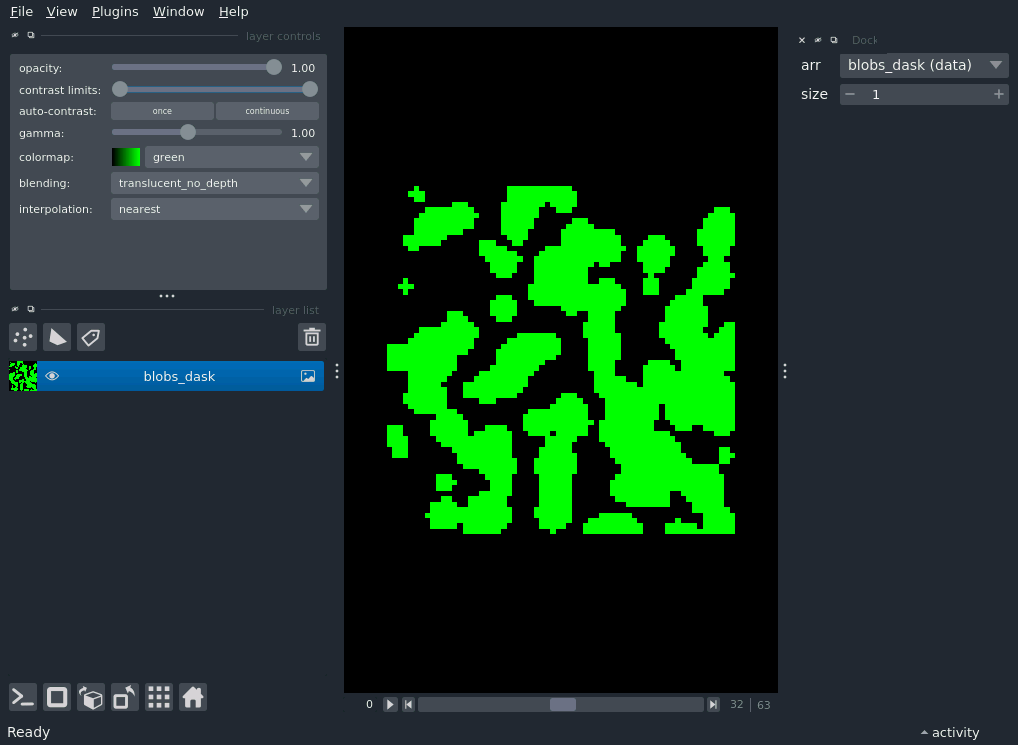 File View Plugins Window Help
layer controls
opacity: 1.00
contrast limits:
auto-contrast: once continuous
gamma: 1.00
colormap: green
blending: translucent_no_depth
interpolation: nearest
layer list
blobs_dask
0 32 63
Ready
Dock
arr blobs_dask (data)
size 1
activity